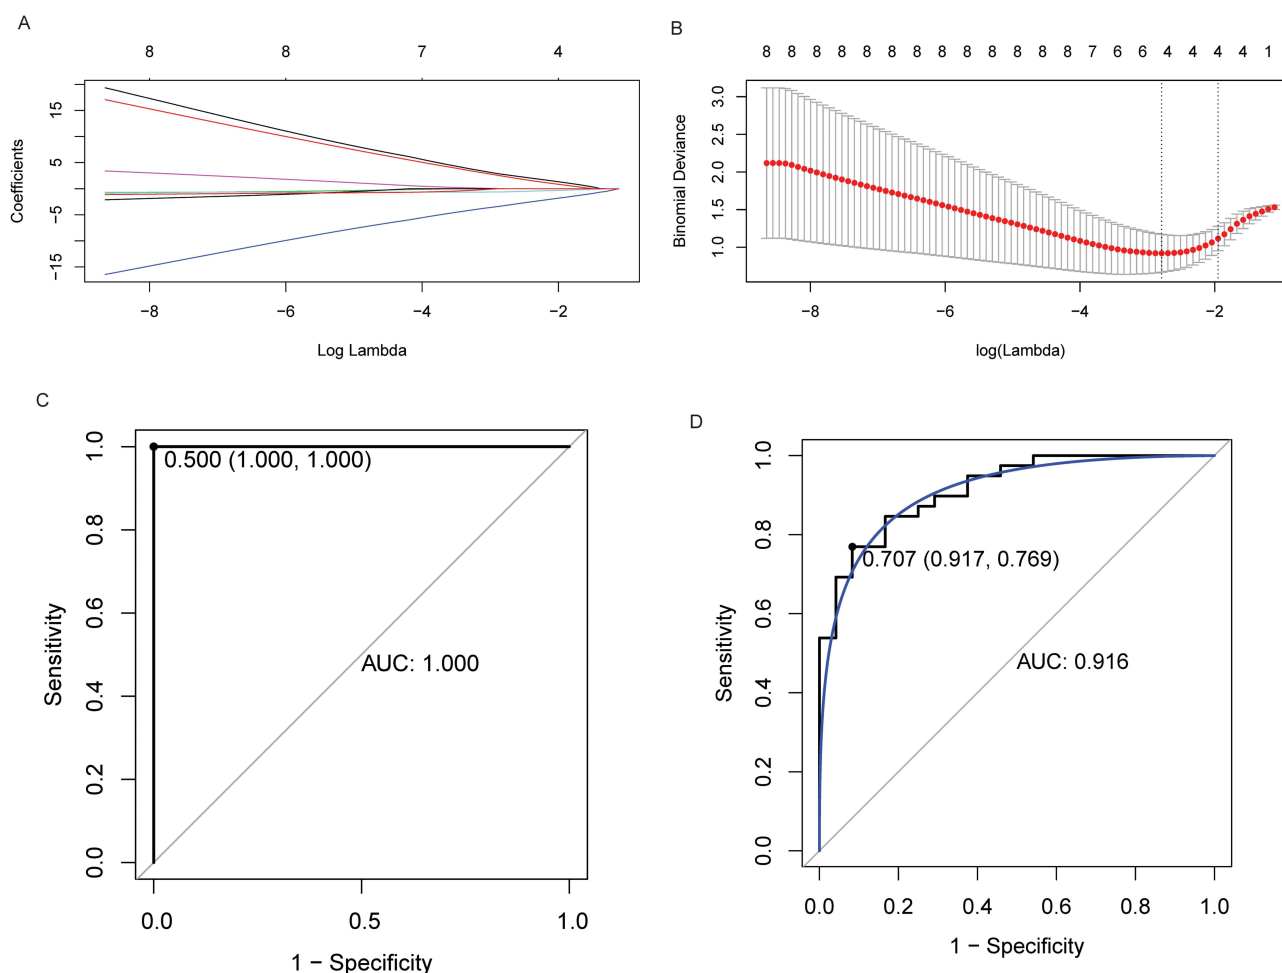 A
8 8 7 4
15
5
−5
−15
Coefficients
−8 −6 −4 −2
Log Lambda
B
8 8 8 8 8 8 8 8 8 8 8 8 8 7 6 6 4 4 4 4 1
3.0
2.5
2.0
1.5
1.0
Binomial Deviance
−8 −6 −4 −2
log(Lambda)
C
1.0
0.8
0.6
0.4
0.2
0.0
Sensitivity
0.500 (1.000, 1.000)
AUC: 1.000
0.0 0.5 1.0
1 − Specificity
D
1.0
0.8
0.6
0.4
0.2
0.0
Sensitivity
0.707 (0.917, 0.769)
AUC: 0.916
0.0 0.2 0.4 0.6 0.8 1.0
1 − Specificity